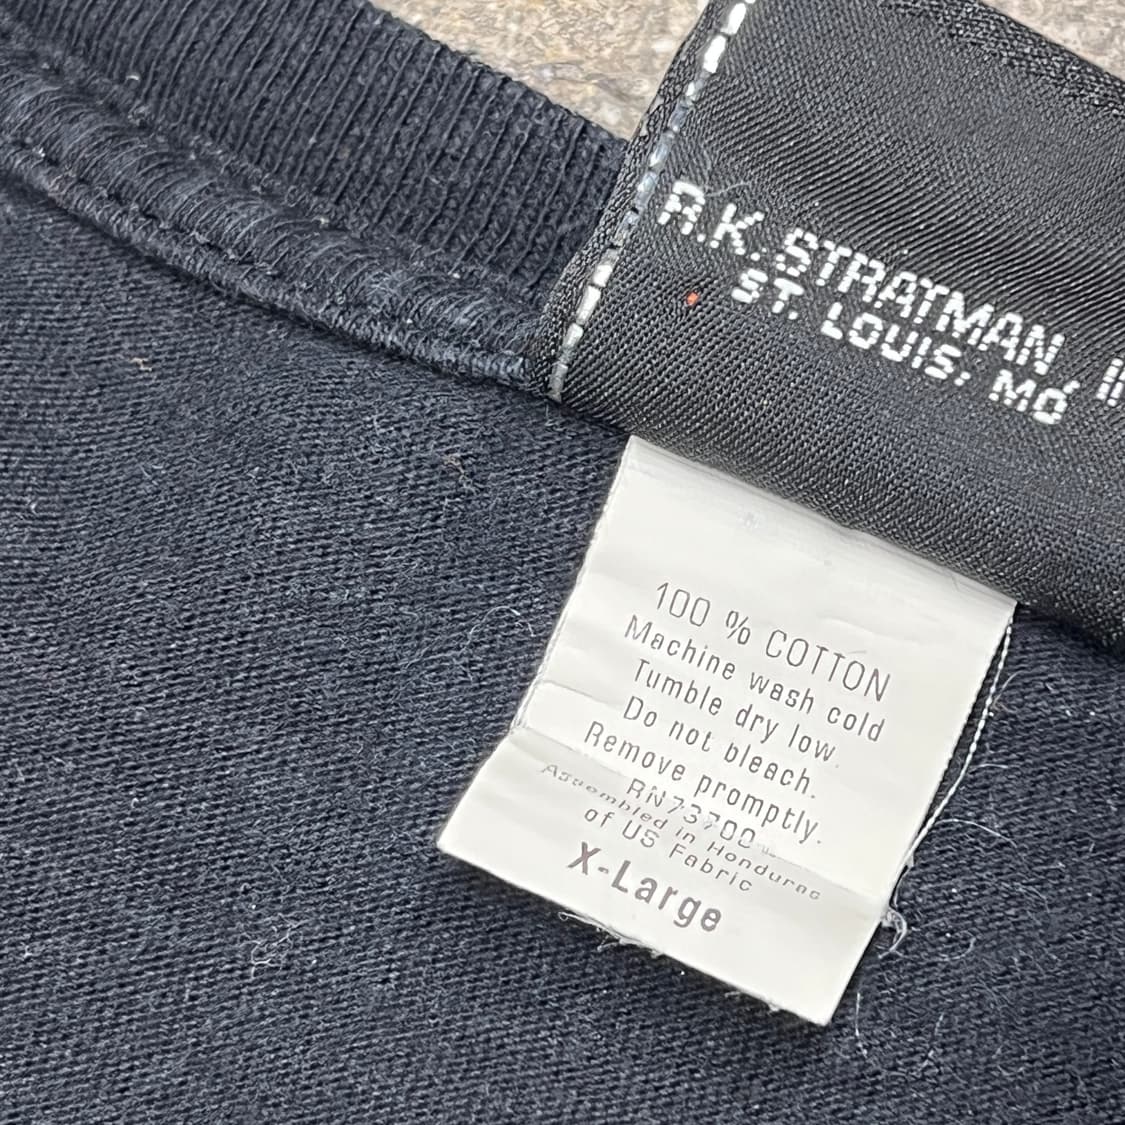 R.K. STRATMAN,
ST. LOUIS, MO
100 % COTTON
Machine wash cold
Tumble dry low.
Do not bleach.
Remove promptly.
RN73700
Assembled in Honduras
of US Fabric
X-Large